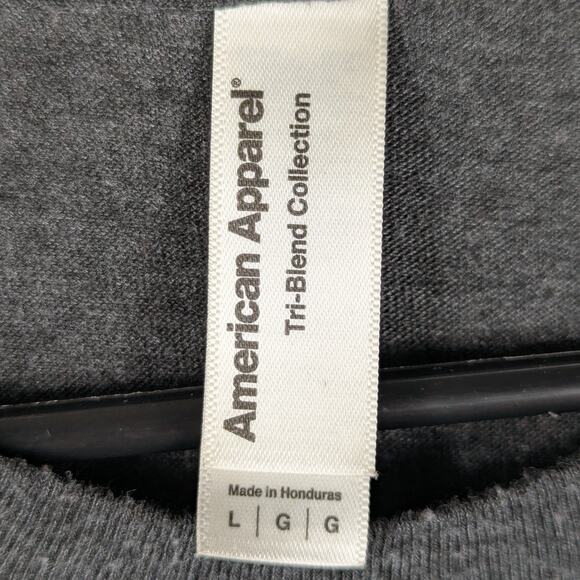 American Apparel®
Tri-Blend Collection
Made in Honduras
L | G | G